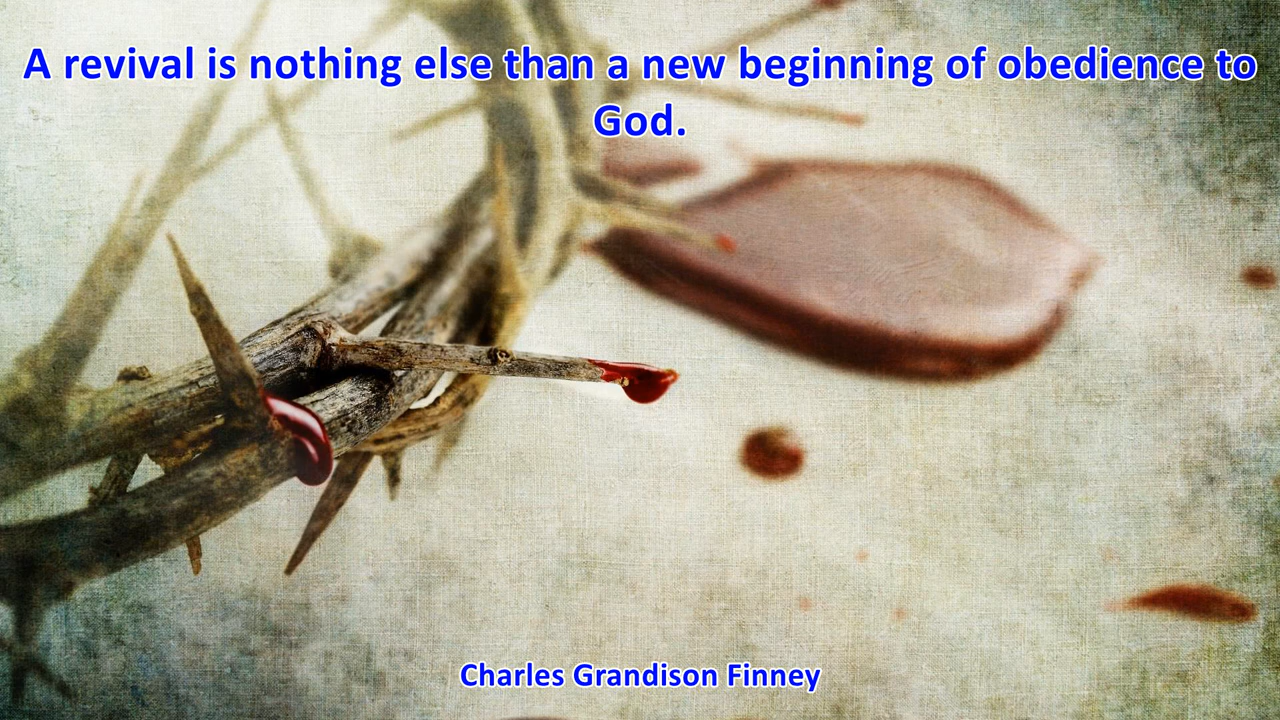 A revival is nothing else than a new beginning of obedience to
God.
Charles Grandison Finney